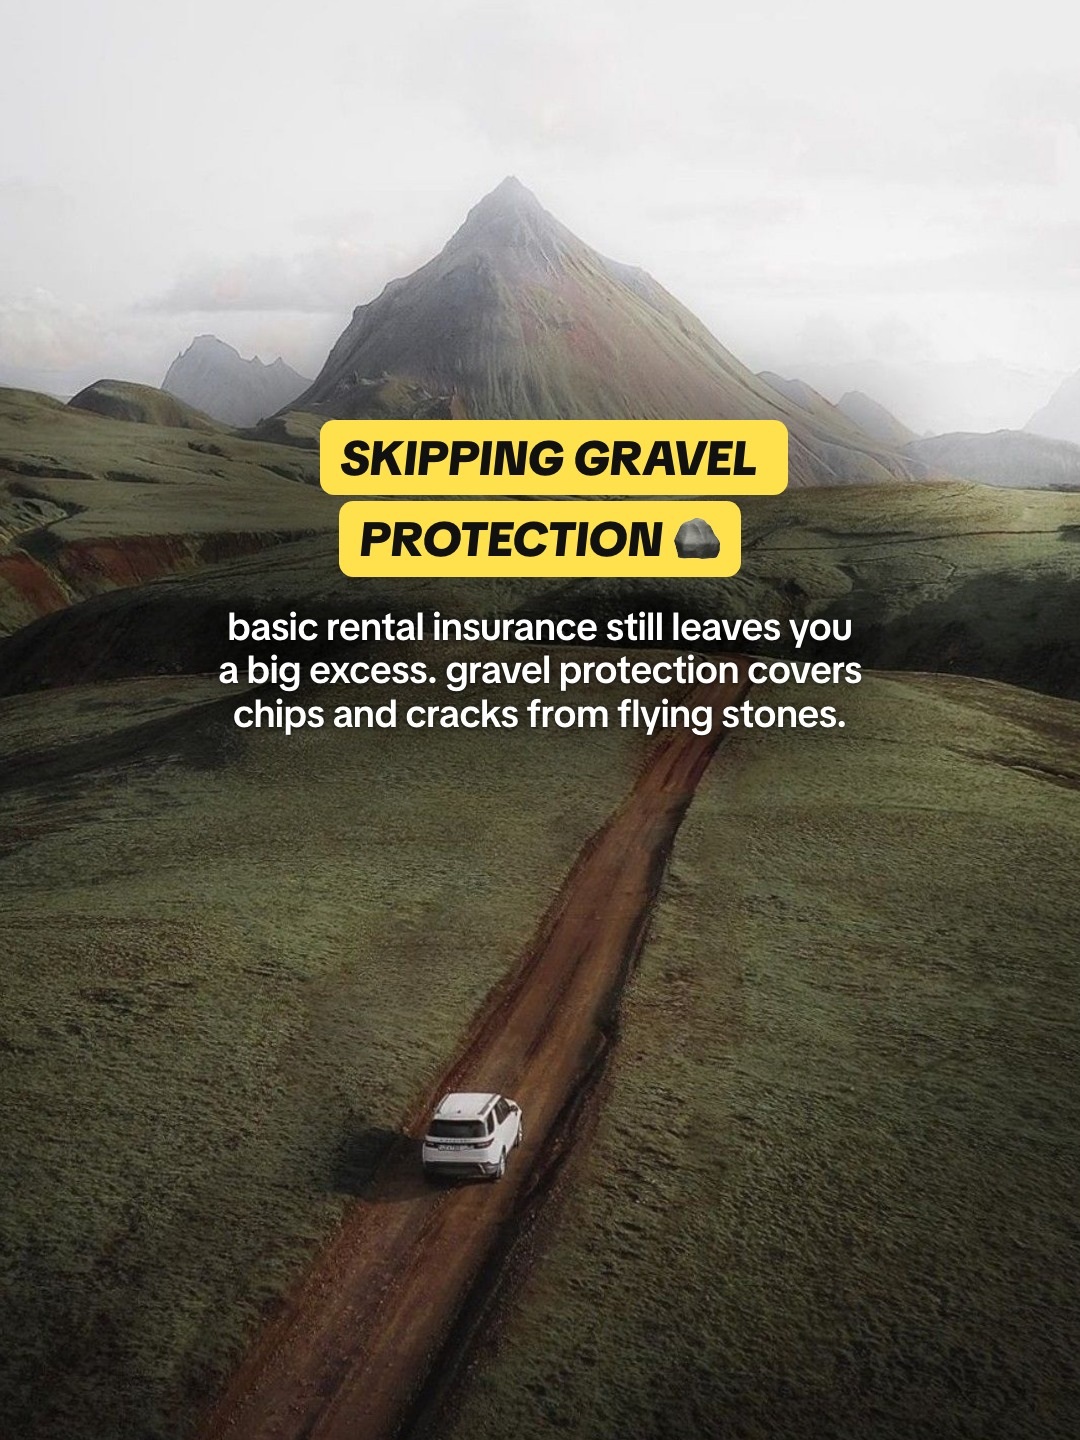 SKIPPING GRAVEL
PROTECTION 🪨
basic rental insurance still leaves you
a big excess. gravel protection covers
chips and cracks from flying stones.